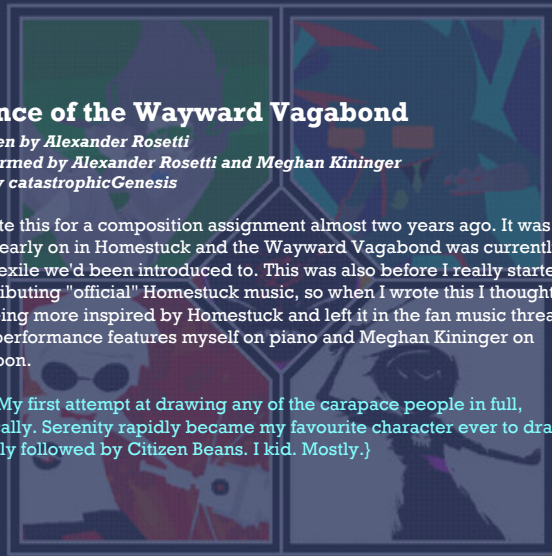 nce of the Wayward Vagabond
en by Alexander Rosetti
rmed by Alexander Rosetti and Meghan Kininger
y catastrophicGenesis
te this for a composition assignment almost two years ago. It was
early on in Homestuck and the Wayward Vagabond was currentl
exile we'd been introduced to. This was also before I really starte
ibuting "official" Homestuck music, so when I wrote this I thought
ing more inspired by Homestuck and left it in the fan music threa
performance features myself on piano and Meghan Kininger on
oon.
My first attempt at drawing any of the carapace people in full,
ally. Serenity rapidly became my favourite character ever to dra
ly followed by Citizen Beans. I kid. Mostly.}